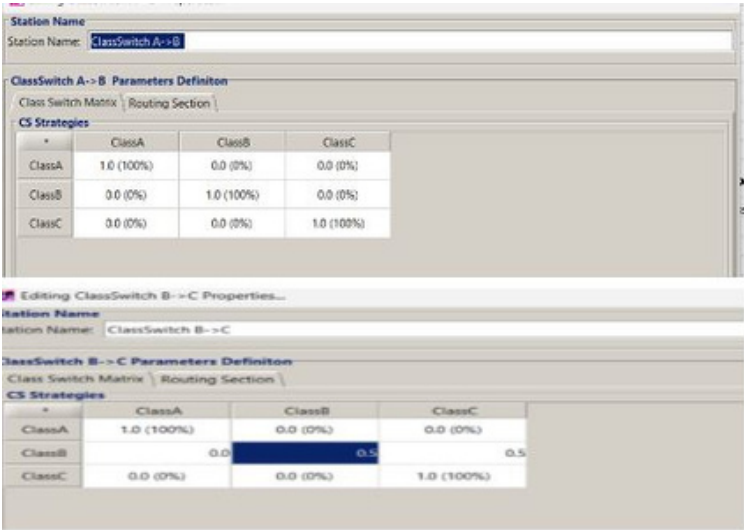 Station Name
Station Name: ClassSwitch A->B
ClassSwitch A->B Parameters Definiton
Class Switch Matrix Routing Section
CS Strategies
* ClassA ClassB ClassC
ClassA 1.0 (100%) 0.0 (0%) 0.0 (0%)
ClassB 0.0 (0%) 1.0 (100%) 0.0 (0%)
ClassC 0.0 (0%) 0.0 (0%) 1.0 (100%)
Editing ClassSwitch B->C Properties...
Station Name
tation Name: ClassSwitch B->C
ClassSwitch B->C Parameters Definiton
Class Switch Matrix Routing Section
CS Strategies
* ClassA ClassB ClassC
ClassA 1.0 (100%) 0.0 (0%) 0.0 (0%)
ClassB 0.0 0.5 0.5
ClassC 0.0 (0%) 0.0 (0%) 1.0 (100%)